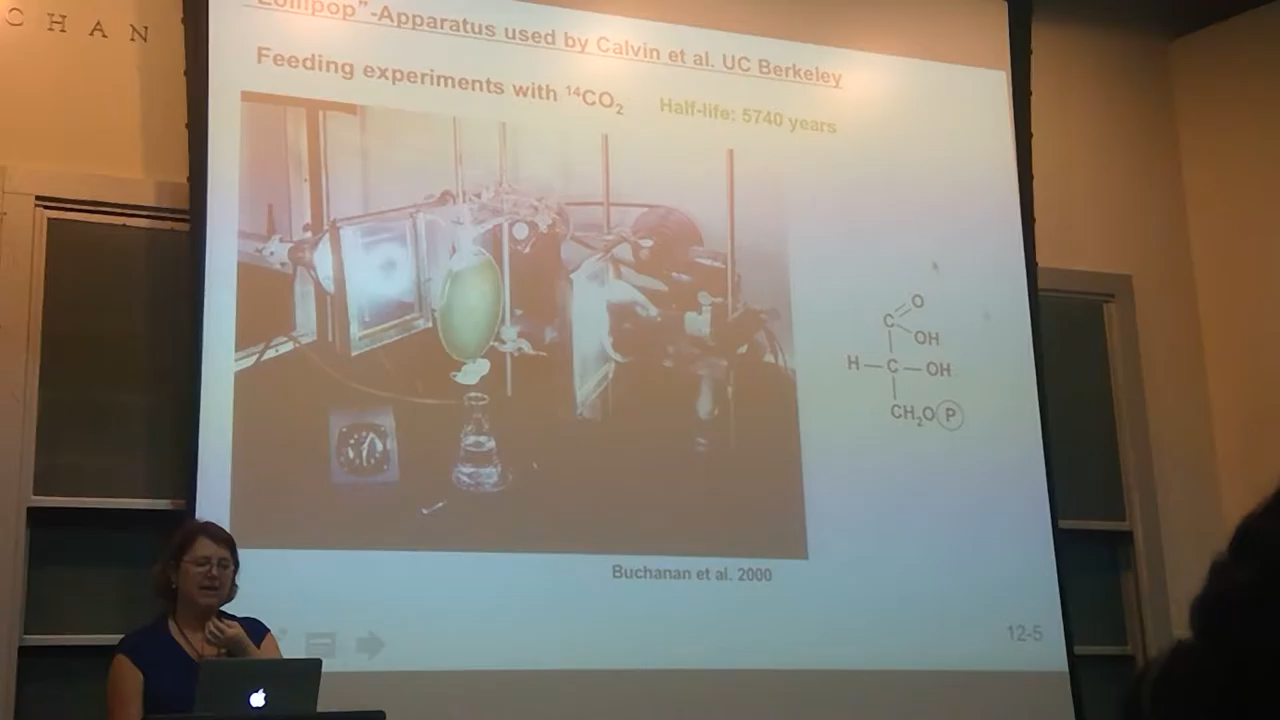 CHAN
"Lollipop"-Apparatus used by Calvin et al. UC Berkeley
Feeding experiments with ¹⁴CO₂
Half-life: 5740 years
C O
OH
H—C—OH
CH₂O P
Buchanan et al. 2000
12-5